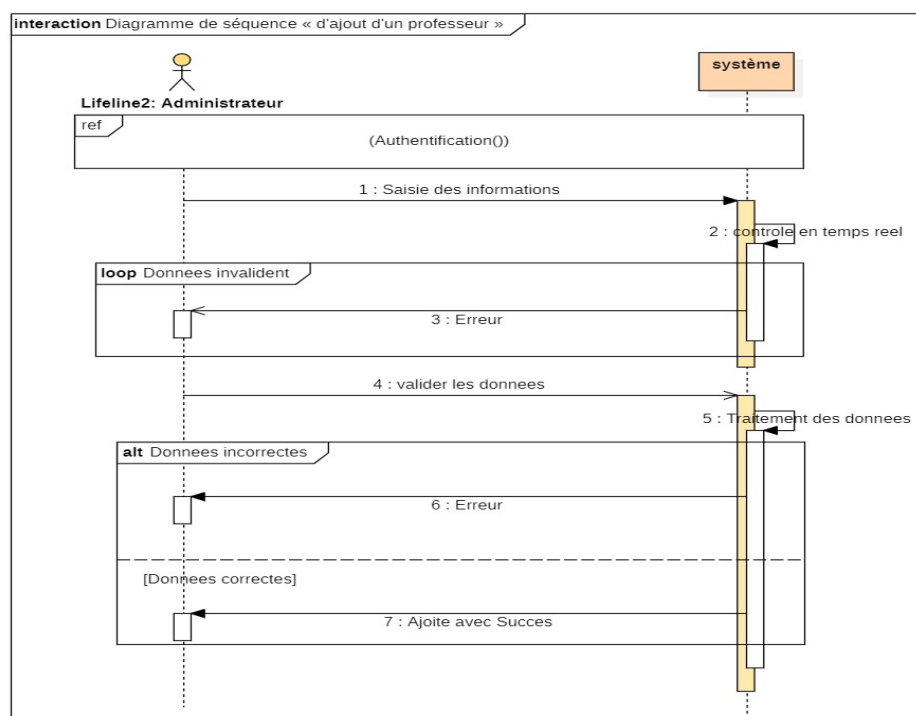 interaction Diagramme de séquence « d'ajout d'un professeur »
système
Lifeline2: Administrateur
ref
(Authentification())
1 : Saisie des informations
2 : controle en temps reel
loop Donnees invalident
3 : Erreur
4 : valider les donnees
5 : Traitement des donnees
alt Donnees incorrectes
6 : Erreur
[Donnees correctes]
7 : Ajoite avec Succes